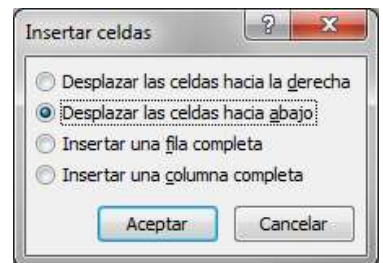 Insertar celdas
Desplazar las celdas hacia la derecha
Desplazar las celdas hacia abajo
Insertar una fila completa
Insertar una columna completa
Aceptar Cancelar